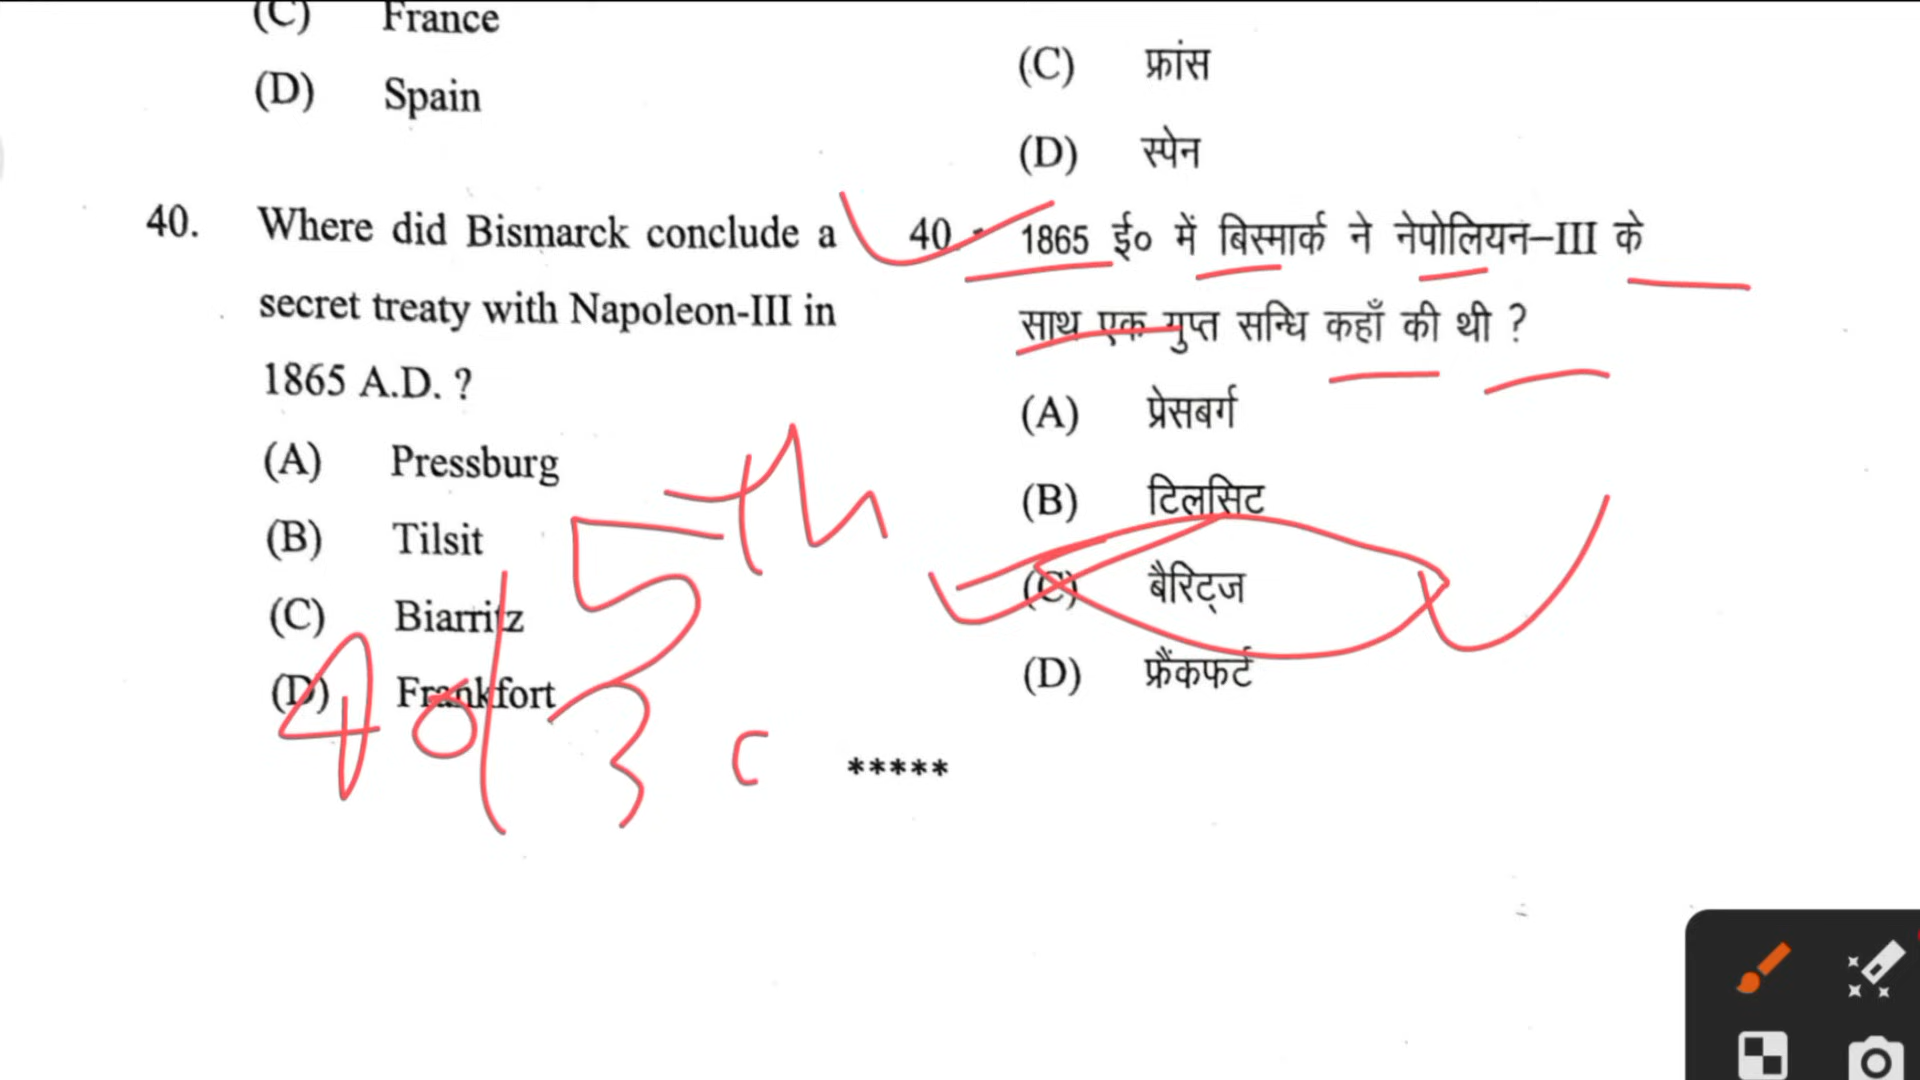 (C) France
(D) Spain
40. Where did Bismarck conclude a
secret treaty with Napoleon-III in
1865 A.D. ?
(A) Pressburg
(B) Tilsit
(C) Biarritz
(D) Frankfort
(C) फ्रांस
(D) स्पेन
40. 1865 ई० में बिस्मार्क ने नेपोलियन-III के
साथ एक गुप्त सन्धि कहाँ की थी ?
(A) प्रेसबर्ग
(B) टिलसिट
(C) बैरिट्ज
(D) फ्रैंकफर्ट
5th
40
3 C
*****